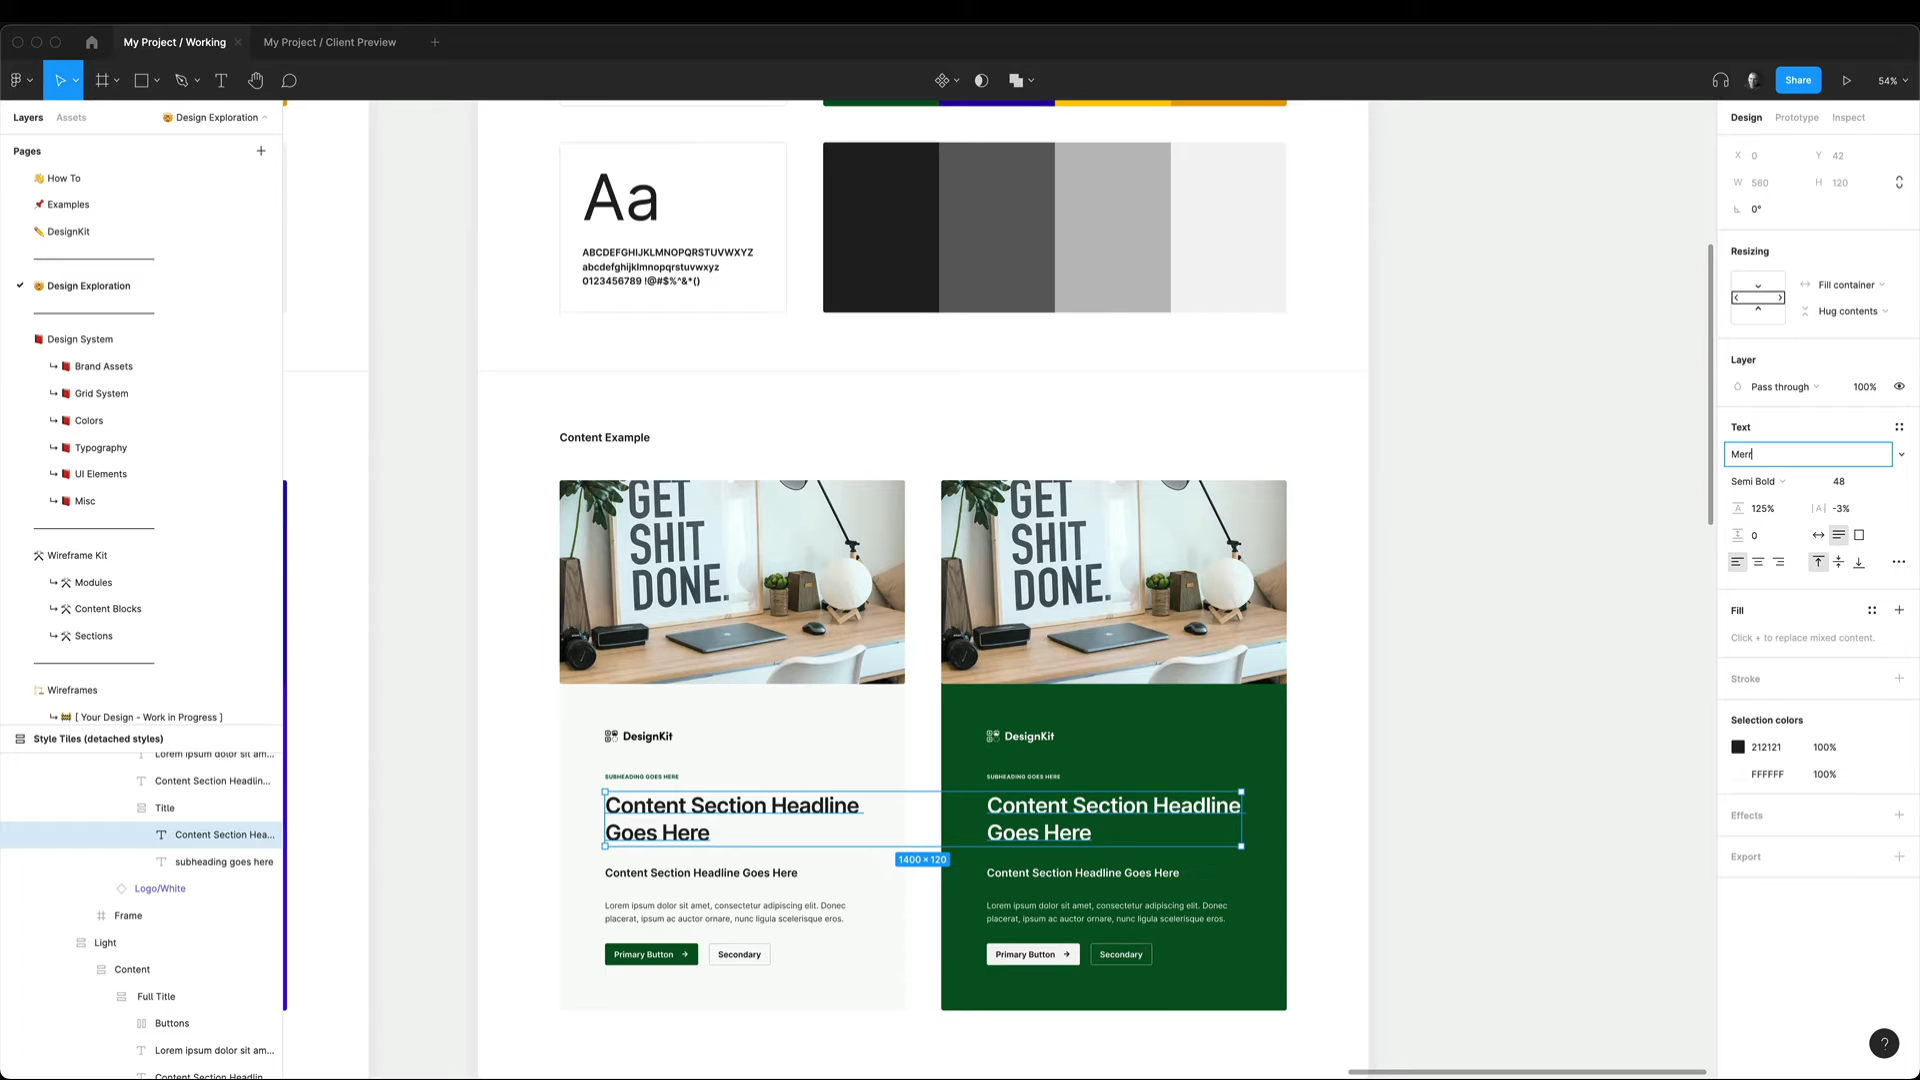 My Project / Working
My Project / Client Preview
Share
54%
Layers
Assets
Design Exploration
Pages
How To
Examples
DesignKit
Design Exploration
Design System
Brand Assets
Grid System
Colors
Typography
UI Elements
Misc
Wireframe Kit
Modules
Content Blocks
Sections
Wireframes
[ Your Design - Work in Progress ]
Style Tiles (detached styles)
Lorem ipsum dolor sit am...
Content Section Headlin...
Title
Content Section Hea...
subheading goes here
Logo/White
Frame
Light
Content
Full Title
Buttons
Lorem ipsum dolor sit am...
Content Section Headlin
Aa
ABCDEFGHIJKLMNOPQRSTUVWXYZ
abcdefghijklmnopqrstuvwxyz
0123456789 !@#$%^&*()
Content Example
GET
SHIT
DONE.
DesignKit
SUBHEADING GOES HERE
Content Section Headline
Goes Here
Content Section Headline Goes Here
Lorem ipsum dolor sit amet, consectetur adipiscing elit. Donec
placerat, ipsum ac auctor ornare, nunc ligula scelerisque eros.
Primary Button
Secondary
GET
SHIT
DONE.
DesignKit
SUBHEADING GOES HERE
Content Section Headline
Goes Here
1400 × 120
Content Section Headline Goes Here
Lorem ipsum dolor sit amet, consectetur adipiscing elit. Donec
placerat, ipsum ac auctor ornare, nunc ligula scelerisque eros.
Primary Button
Secondary
Design
Prototype
Inspect
X 0
Y 42
W 560
H 120
0°
Resizing
Fill container
Hug contents
Layer
Pass through
100%
Text
Merr
Semi Bold
48
125%
|A| -3%
0
Fill
Click + to replace mixed content.
Stroke
Selection colors
212121 100%
FFFFFF 100%
Effects
Export
?